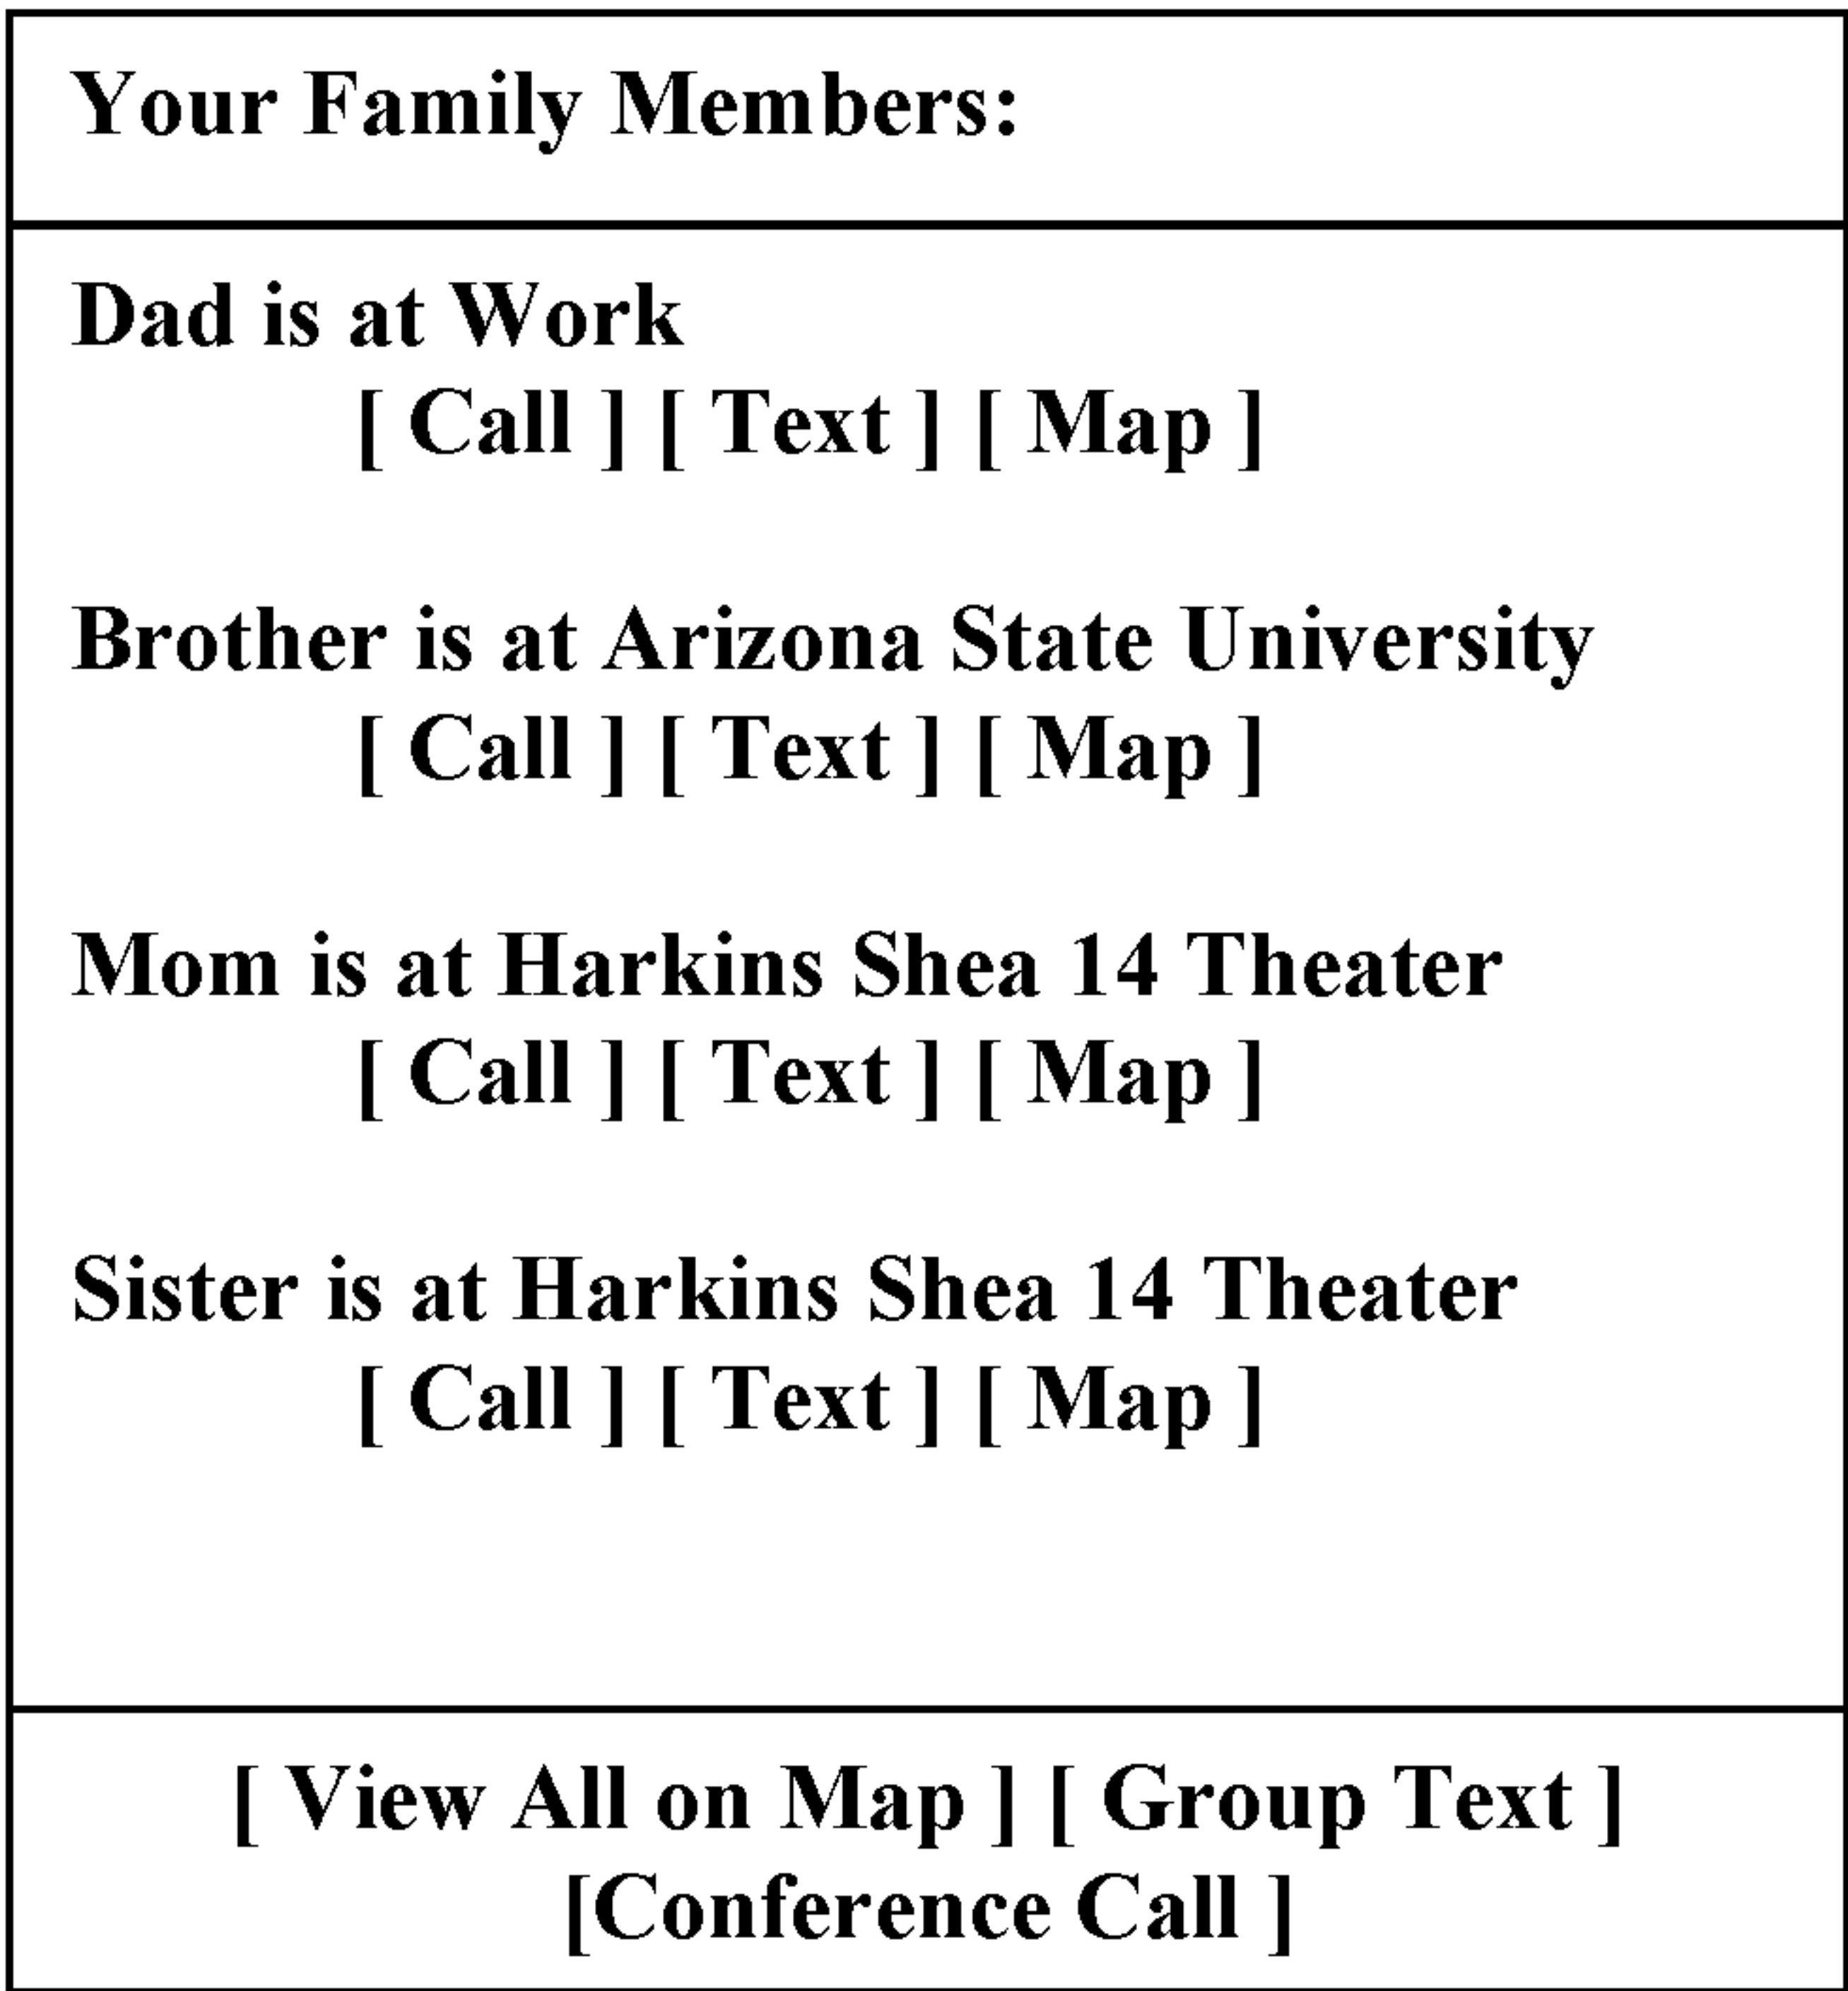 Your Family Members:
Dad is at Work
[ Call ] [ Text ] [ Map ]
Brother is at Arizona State University
[ Call ] [ Text ] [ Map ]
Mom is at Harkins Shea 14 Theater
[ Call ] [ Text ] [ Map ]
Sister is at Harkins Shea 14 Theater
[ Call ] [ Text ] [ Map ]
[ View All on Map ] [ Group Text ]
[Conference Call ]